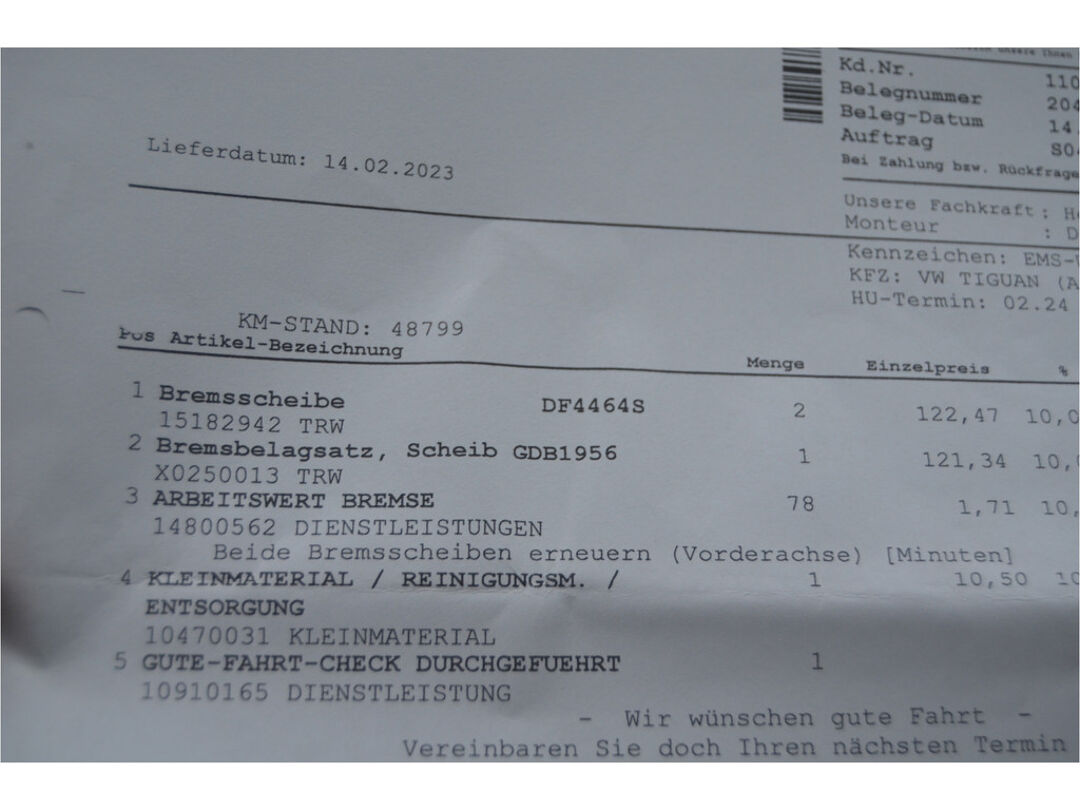 unsere Ihnen
Kd.Nr. 110
Belegnummer 204
Beleg-Datum 14.
Auftrag S04
Bei Zahlung bzw. Rückfrage
Lieferdatum: 14.02.2023
Unsere Fachkraft : H
Monteur : D
Kennzeichen: EMS-
KFZ: VW TIGUAN (A
HU-Termin: 02.24
KM-STAND: 48799
Pos Artikel-Bezeichnung Menge Einzelpreis %
1 Bremsscheibe DF4464S 2 122,47 10,0
15182942 TRW
2 Bremsbelagsatz, Scheib GDB1956 1 121,34 10,
X0250013 TRW
3 ARBEITSWERT BREMSE 78 1,71 10,
14800562 DIENSTLEISTUNGEN
Beide Bremsscheiben erneuern (Vorderachse) [Minuten]
4 KLEINMATERIAL / REINIGUNGSM. / 1 10,50 10
ENTSORGUNG
10470031 KLEINMATERIAL
5 GUTE-FAHRT-CHECK DURCHGEFUEHRT 1
10910165 DIENSTLEISTUNG
- Wir wünschen gute Fahrt -
Vereinbaren Sie doch Ihren nächsten Termin